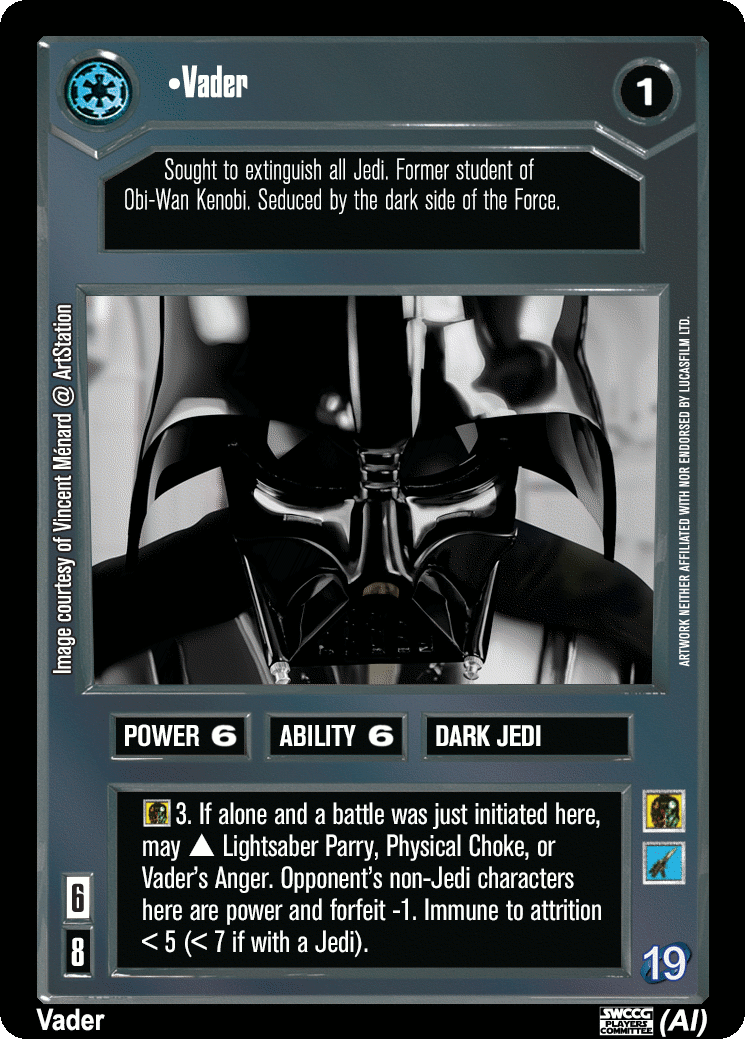 •Vader
1
Sought to extinguish all Jedi. Former student of
Obi-Wan Kenobi. Seduced by the dark side of the Force.
Image courtesy of Vincent Ménard @ ArtStation
ARTWORK NEITHER AFFILIATED WITH NOR ENDORSED BY LUCASFILM LTD.
POWER 6
ABILITY 6
DARK JEDI
3. If alone and a battle was just initiated here,
may ▲ Lightsaber Parry, Physical Choke, or
Vader's Anger. Opponent's non-Jedi characters
here are power and forfeit -1. Immune to attrition
< 5 (< 7 if with a Jedi).
6
8
19
Vader
SWCCG
PLAYERS
COMMITTEE
(AI)